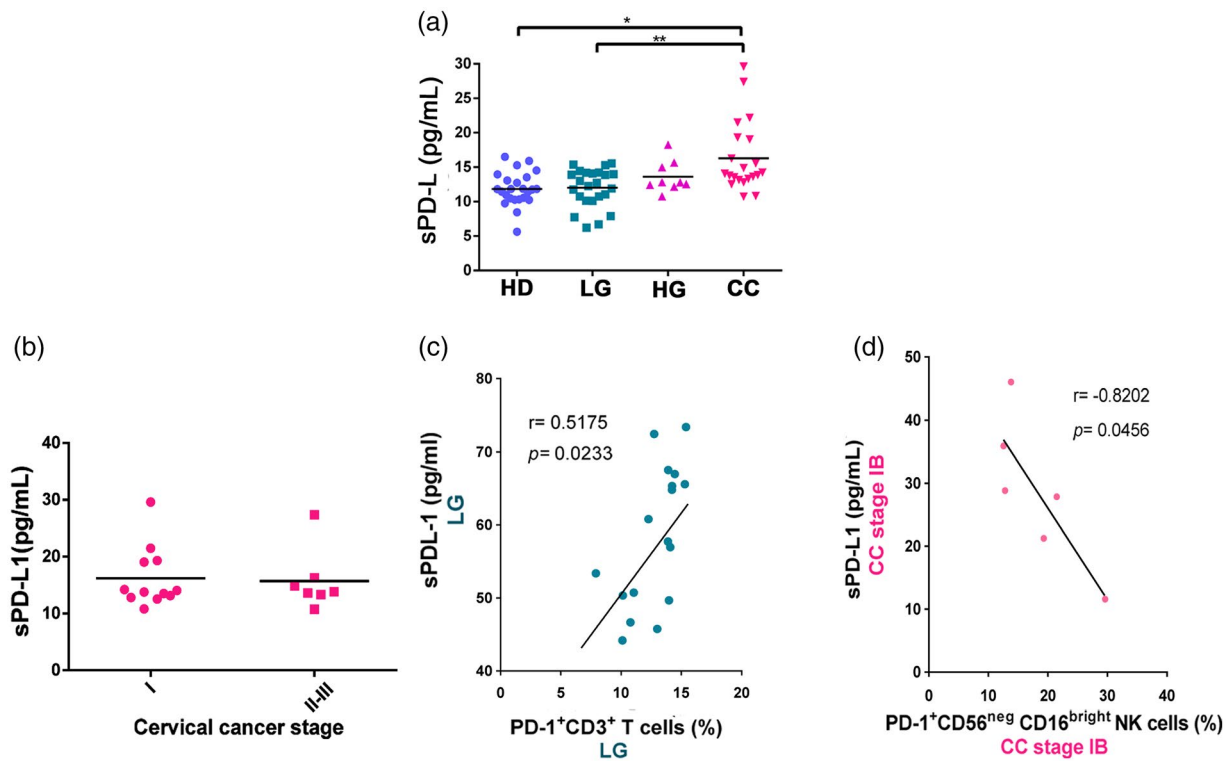 (a)
*
**
sPD-L (pg/mL)
30
25
20
15
10
5
0
HD LG HG CC
(b)
sPD-L1(pg/mL)
40
30
20
10
0
I II-III
Cervical cancer stage
(c)
sPDL-1 (pg/ml)
LG
80
70
60
50
40
r= 0.5175
p= 0.0233
0 5 10 15 20
PD-1+CD3+ T cells (%)
LG
(d)
sPD-L1 (pg/mL)
CC stage IB
50
40
30
20
10
0
r= -0.8202
p= 0.0456
0 10 20 30 40
PD-1+CD56neg CD16bright NK cells (%)
CC stage IB